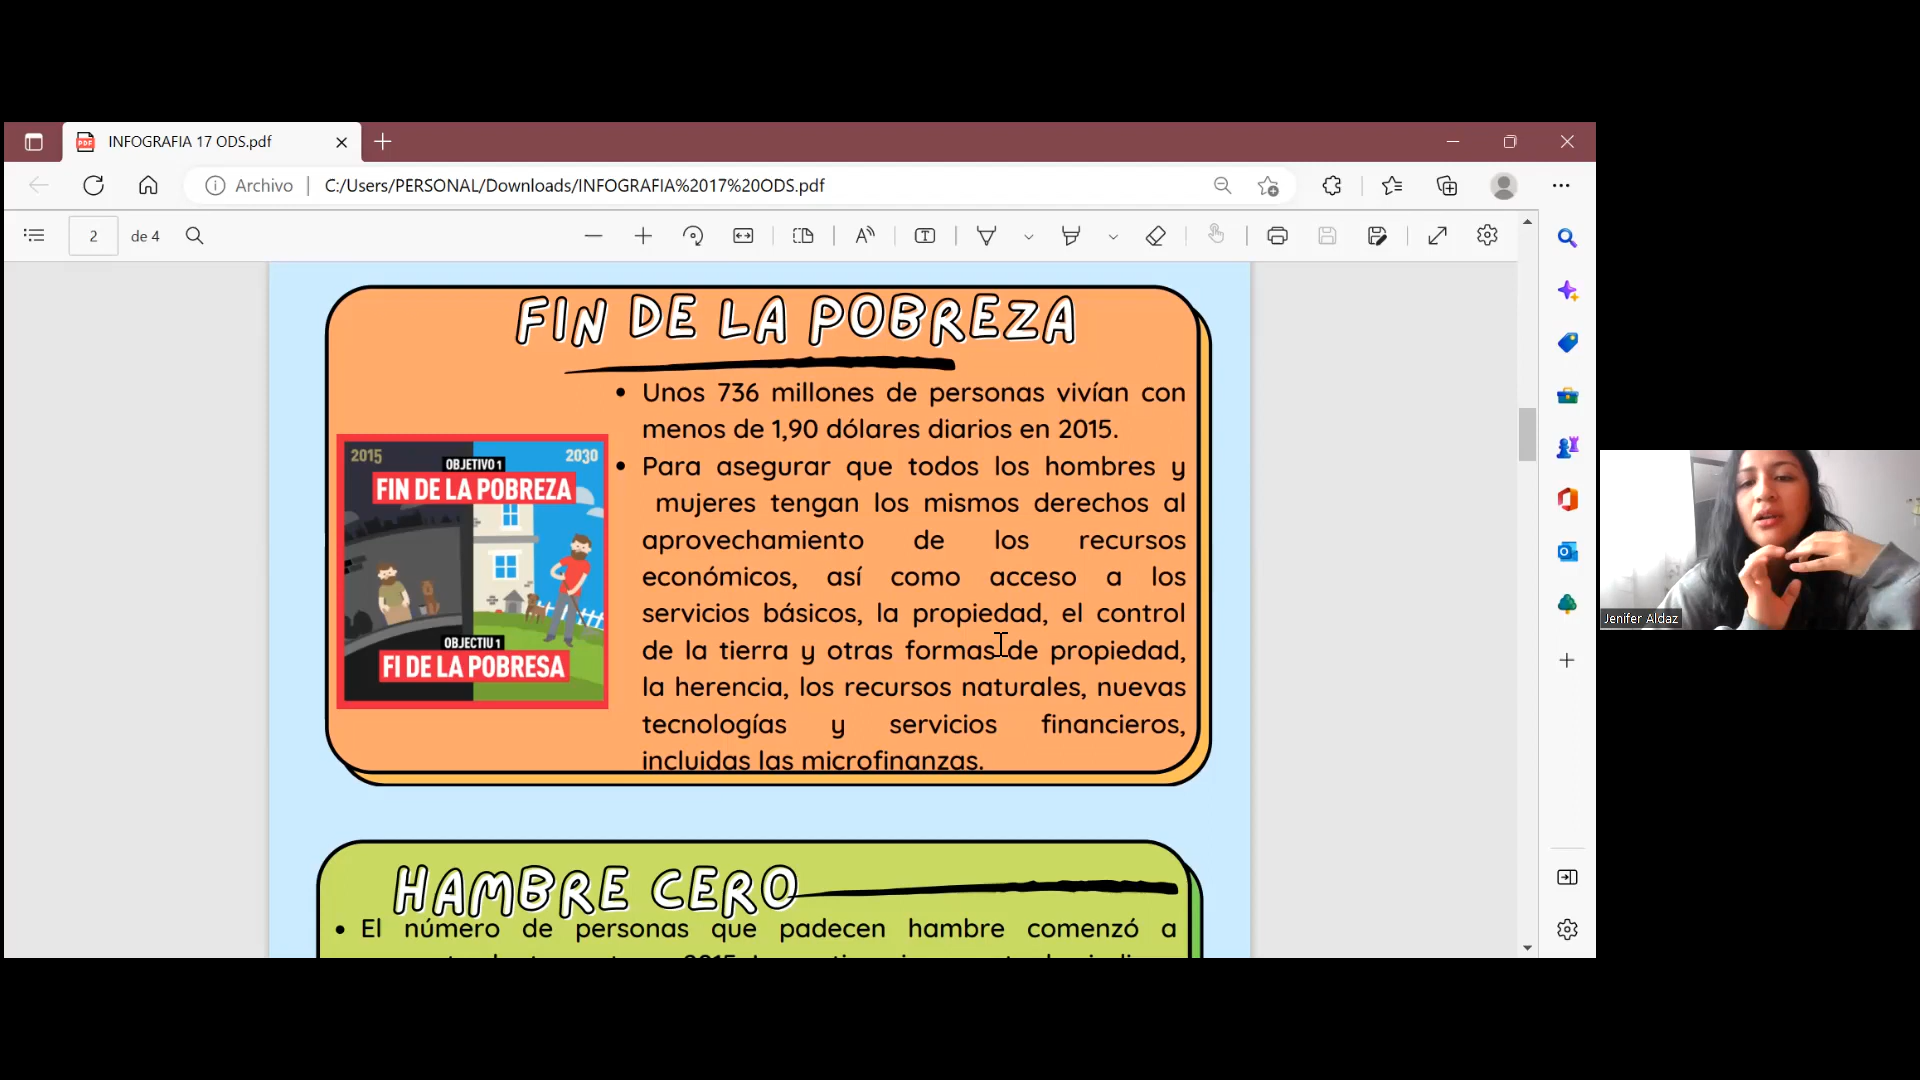 INFOGRAFIA 17 ODS.pdf
Archivo
C:/Users/PERSONAL/Downloads/INFOGRAFIA%2017%20ODS.pdf
2
de 4
FIN DE LA POBREZA
• Unos 736 millones de personas vivían con
menos de 1,90 dólares diarios en 2015.
• Para asegurar que todos los hombres y
mujeres tengan los mismos derechos al
aprovechamiento de los recursos
económicos, así como acceso a los
servicios básicos, la propiedad, el control
de la tierra y otras formas de propiedad,
la herencia, los recursos naturales, nuevas
tecnologías y servicios financieros,
incluidas las microfinanzas.
2015
2030
OBJETIVO 1
FIN DE LA POBREZA
OBJECTIU 1
FI DE LA POBRESA
Jenifer Aldaz
HAMBRE CERO
• El número de personas que padecen hambre comenzó a